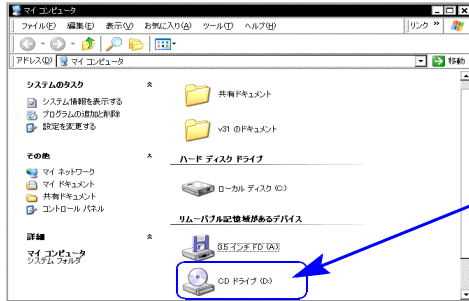 マイ コンピュータ
ファイル(F) 編集(E) 表示(V) お気に入り(A) ツール(T) ヘルプ(H) リンク »
アドレス(D) マイ コンピュータ 移動
システムのタスク
システム情報を表示する
プログラムの追加と削除
設定を変更する
その他
マイ ネットワーク
マイ ドキュメント
共有ドキュメント
コントロール パネル
詳細
マイ コンピュータ
システム フォルダ
共有ドキュメント
v31 のドキュメント
ハード ディスク ドライブ
ローカル ディスク (C:)
リムーバブル記憶域があるデバイス
3.5 インチ FD (A:)
CD ドライブ (D:)